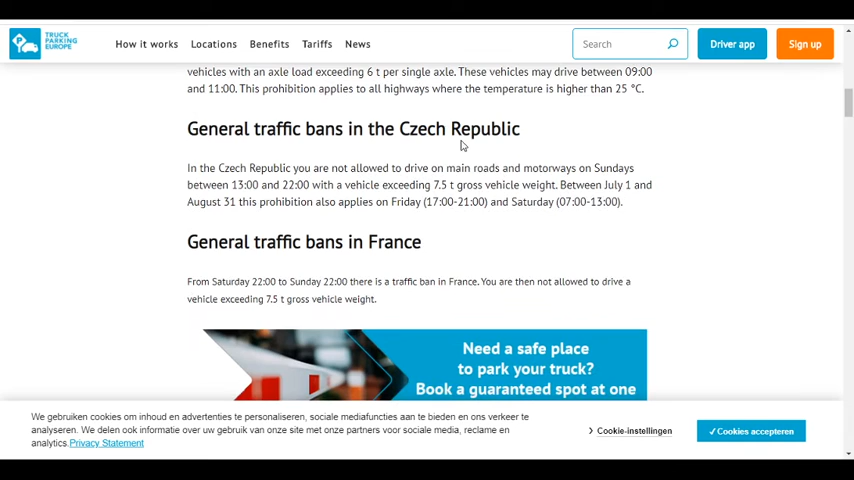 TRUCK
PARKING
EUROPE
How it works Locations Benefits Tariffs News
Search
Driver app
Sign up
vehicles with an axle load exceeding 6 t per single axle. These vehicles may drive between 09:00
and 11:00. This prohibition applies to all highways where the temperature is higher than 25 °C.
General traffic bans in the Czech Republic
In the Czech Republic you are not allowed to drive on main roads and motorways on Sundays
between 13:00 and 22:00 with a vehicle exceeding 7.5 t gross vehicle weight. Between July 1 and
August 31 this prohibition also applies on Friday (17:00-21:00) and Saturday (07:00-13:00).
General traffic bans in France
From Saturday 22:00 to Sunday 22:00 there is a traffic ban in France. You are then not allowed to drive a
vehicle exceeding 7.5 t gross vehicle weight.
Need a safe place
to park your truck?
Book a guaranteed spot at one
We gebruiken cookies om inhoud en advertenties te personaliseren, sociale mediafuncties aan te bieden en ons verkeer te
analyseren. We delen ook informatie over uw gebruik van onze site met onze partners voor sociale media, reclame en
analytics.Privacy Statement
Cookie-instellingen
Cookies accepteren